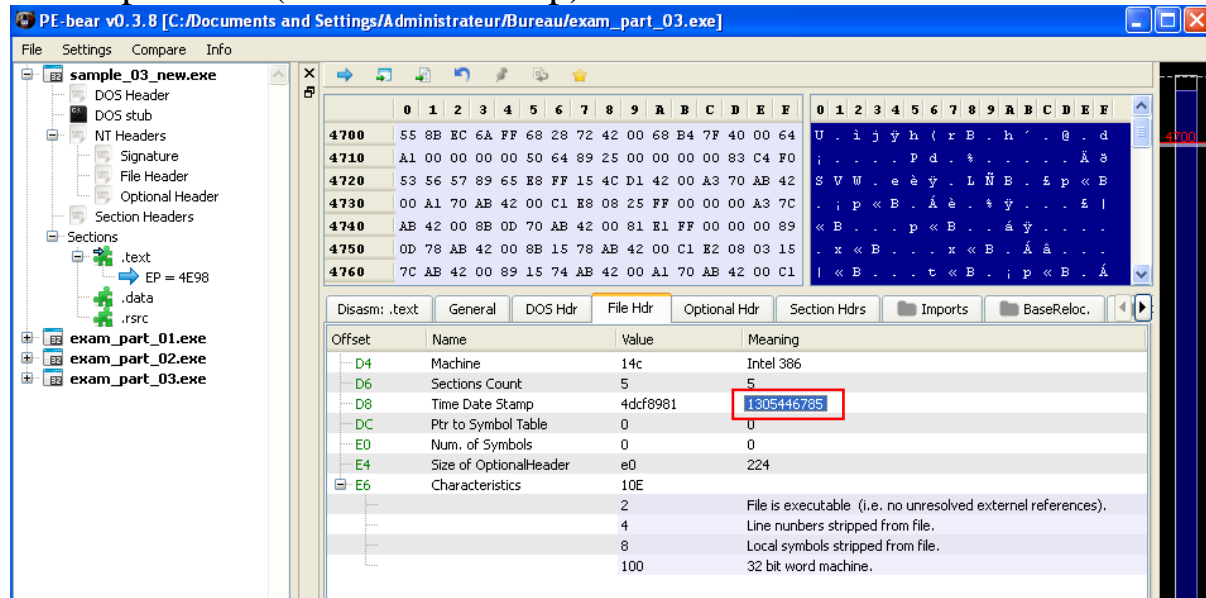 PE-bear v0.3.8 [C:/Documents and Settings/Administrateur/Bureau/exam_part_03.exe]
File Settings Compare Info
sample_03_new.exe
DOS Header
DOS stub
NT Headers
Signature
File Header
Optional Header
Section Headers
Sections
.text
EP = 4E98
.data
.rsrc
exam_part_01.exe
exam_part_02.exe
exam_part_03.exe
0 1 2 3 4 5 6 7 8 9 A B C D E F 0 1 2 3 4 5 6 7 8 9 A B C D E F
4700 55 8B EC 6A FF 68 28 72 42 00 68 B4 7F 40 00 64 U . ì j ÿ h ( r B . h ´ . @ . d
4710 A1 00 00 00 00 50 64 89 25 00 00 00 00 83 C4 F0 ¡ . . . . P d . % . . . . . Ä ð
4720 53 56 57 89 65 E8 FF 15 4C D1 42 00 A3 70 AB 42 S V W . e è ÿ . L Ñ B . £ p « B
4730 00 A1 70 AB 42 00 C1 E8 08 25 FF 00 00 00 A3 7C . ¡ p « B . Á è . % ÿ . . . £ |
4740 AB 42 00 8B 0D 70 AB 42 00 81 E1 FF 00 00 00 89 « B . . . p « B . . á ÿ . . . .
4750 0D 78 AB 42 00 8B 15 78 AB 42 00 C1 E2 08 03 15 . x « B . . . x « B . Á â . . .
4760 7C AB 42 00 89 15 74 AB 42 00 A1 70 AB 42 00 C1 | « B . . . t « B . ¡ p « B . Á
4700
Disasm: .text General DOS Hdr File Hdr Optional Hdr Section Hdrs Imports BaseReloc.
Offset Name Value Meaning
D4 Machine 14c Intel 386
D6 Sections Count 5 5
D8 Time Date Stamp 4dcf8981 1305446785
DC Ptr to Symbol Table 0 0
E0 Num. of Symbols 0 0
E4 Size of OptionalHeader e0 224
E6 Characteristics 10E
2 File is executable (i.e. no unresolved externel references).
4 Line nunbers stripped from file.
8 Local symbols stripped from file.
100 32 bit word machine.